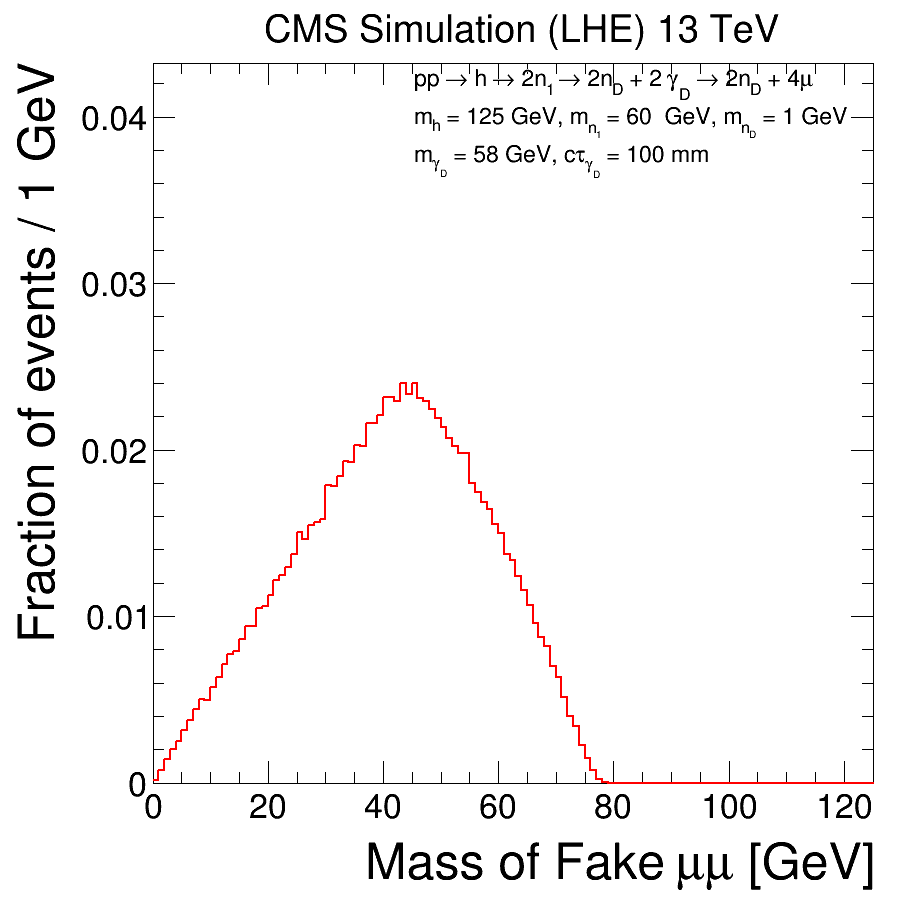 CMS Simulation (LHE) 13 TeV
pp → h → 2n1 → 2nD + 2 γD → 2nD + 4μ
mh = 125 GeV, mn1 = 60 GeV, mnD = 1 GeV
mγD = 58 GeV, cτγD = 100 mm
Fraction of events / 1 GeV
0.04
0.03
0.02
0.01
0
0 20 40 60 80 100 120
Mass of Fake μμ [GeV]